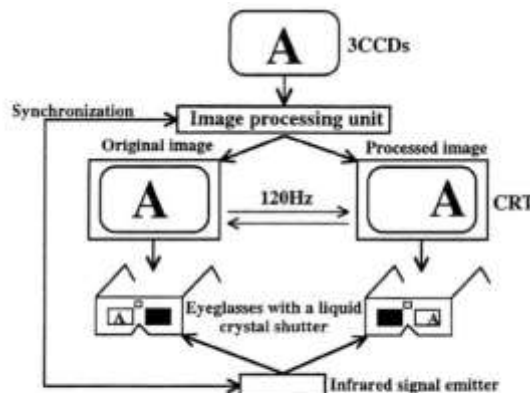 A
3CCDs
Synchronization
Image processing unit
Original image
Processed image
A
120Hz
A
CRT
Eyeglasses with a liquid
crystal shutter
A
A
Infrared signal emitter